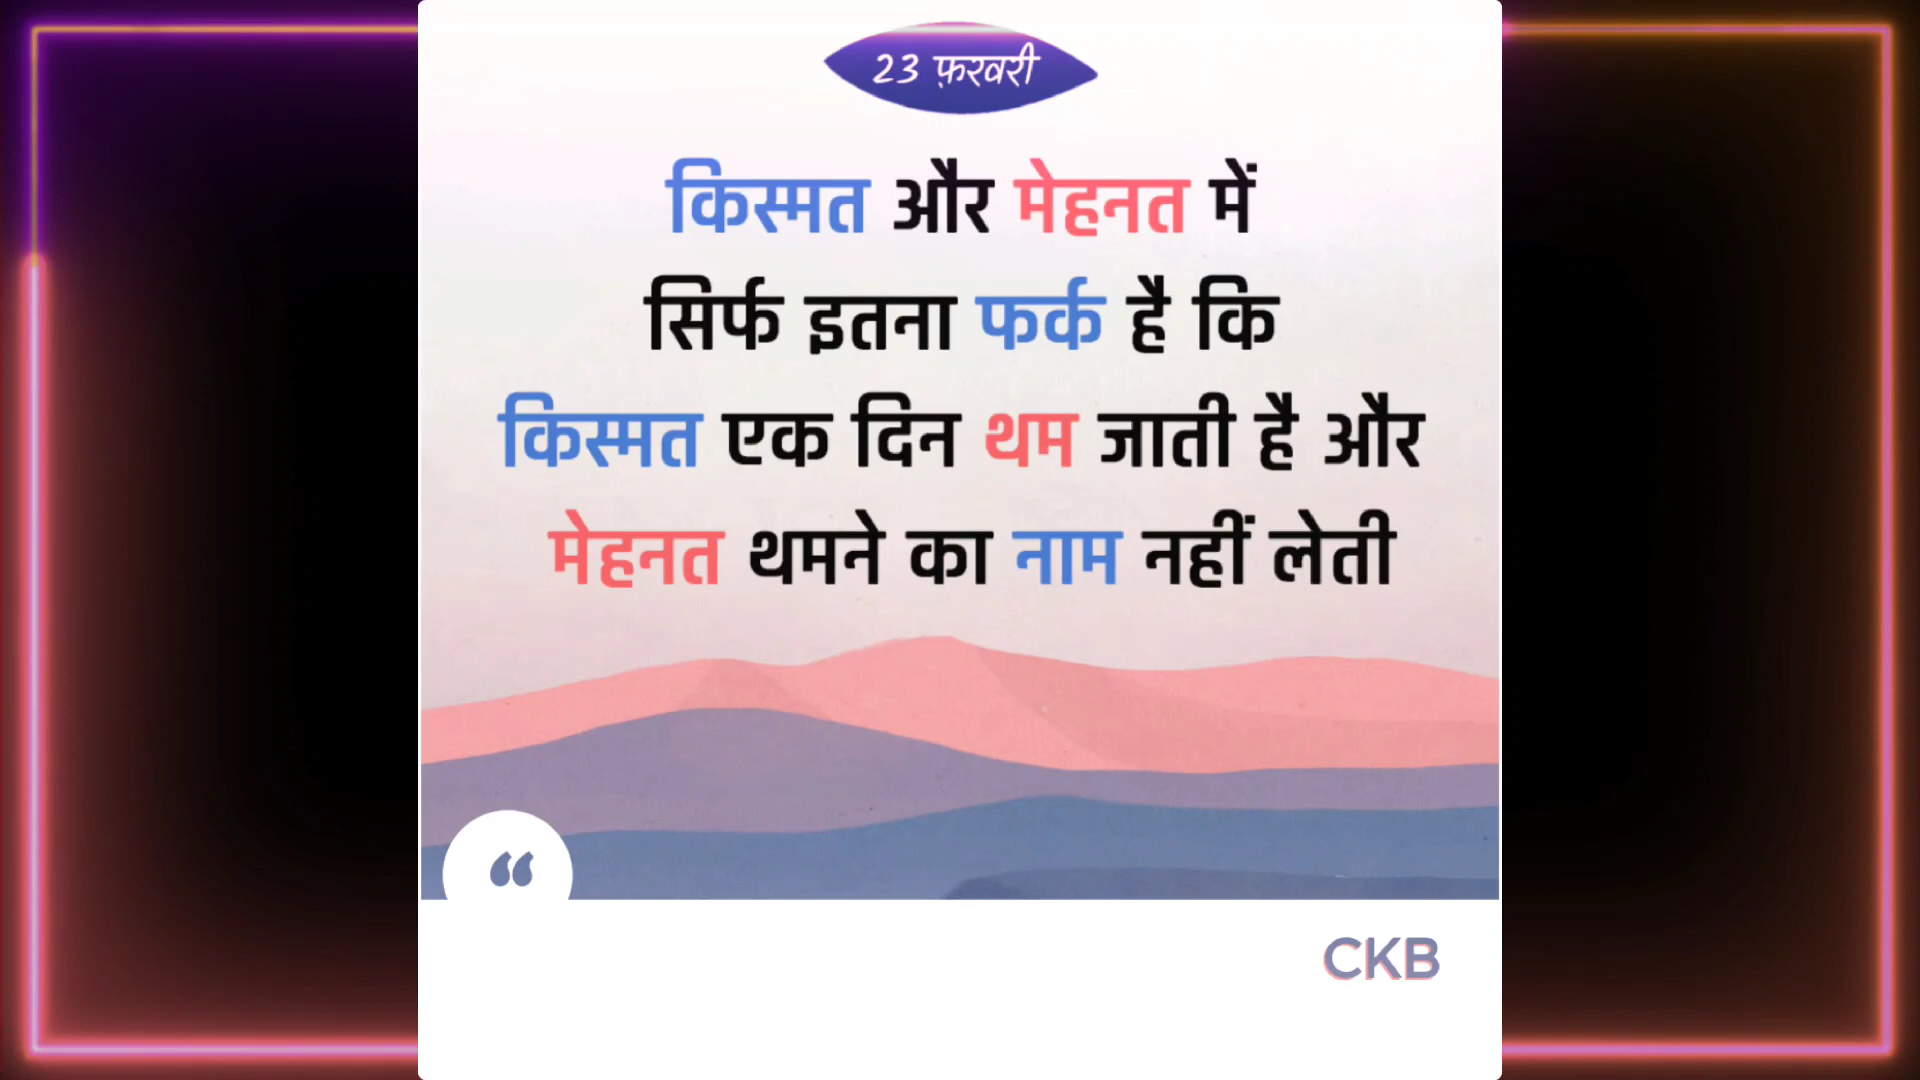 23 फ़रवरी
किस्मत और मेहनत में
सिर्फ इतना फर्क है कि
किस्मत एक दिन थम जाती है और
मेहनत थमने का नाम नहीं लेती
“
CKB